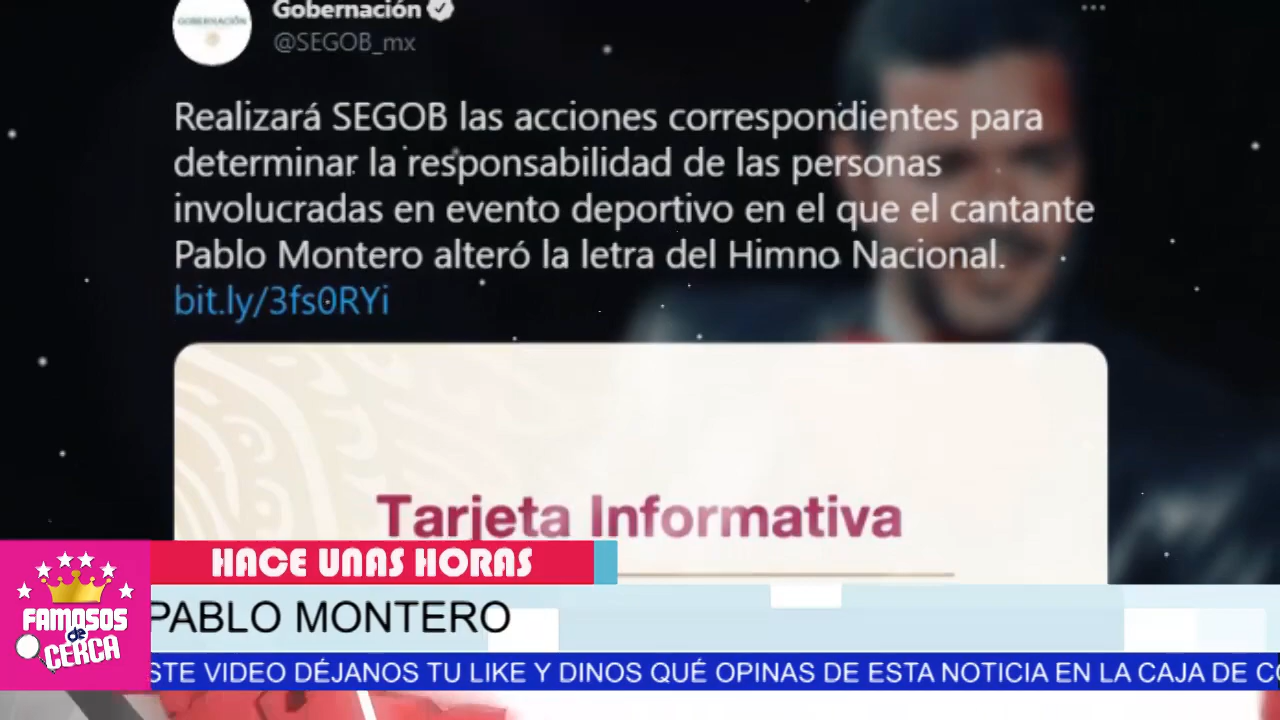 Gobernación
GOBERNACIÓN
@SEGOB_mx
Realizará SEGOB las acciones correspondientes para
determinar la responsabilidad de las personas
involucradas en evento deportivo en el que el cantante
Pablo Montero alteró la letra del Himno Nacional.
bit.ly/3fs0RYi
Tarjeta Informativa
HACE UNAS HORAS
PABLO MONTERO
FAMOSOS
de
CERCA
STE VIDEO DÉJANOS TU LIKE Y DINOS QUÉ OPINAS DE ESTA NOTICIA EN LA CAJA DE CO